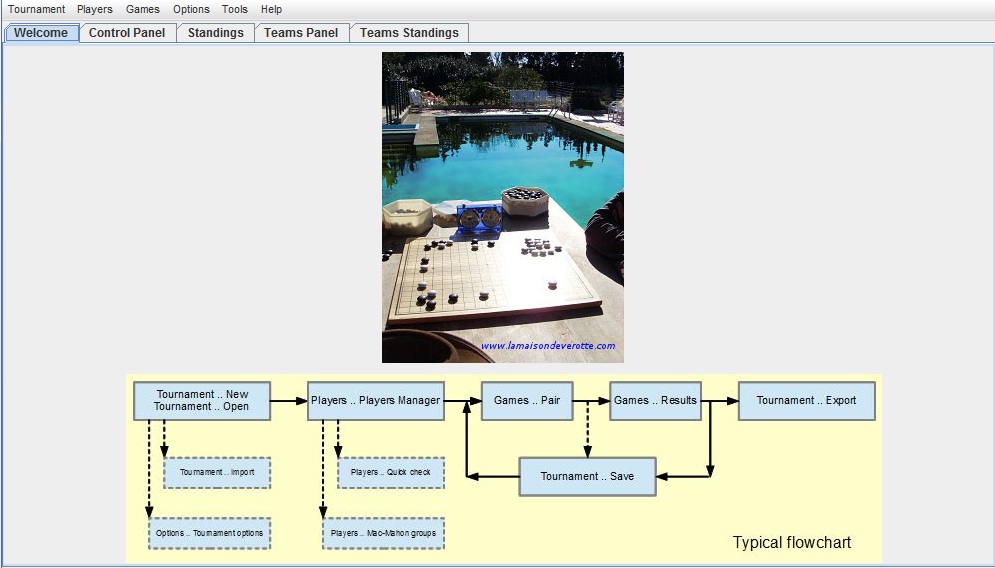 Tournament Players Games Options Tools Help
Welcome Control Panel Standings Teams Panel Teams Standings
www.lamaisondeverotte.com
Tournament .. New
Tournament .. Open
Players .. Players Manager
Games .. Pair
Games .. Results
Tournament .. Export
Tournament .. Import
Players .. Quick check
Tournament .. Save
Options .. Tournament options
Players .. Mac-Mahon groups
Typical flowchart